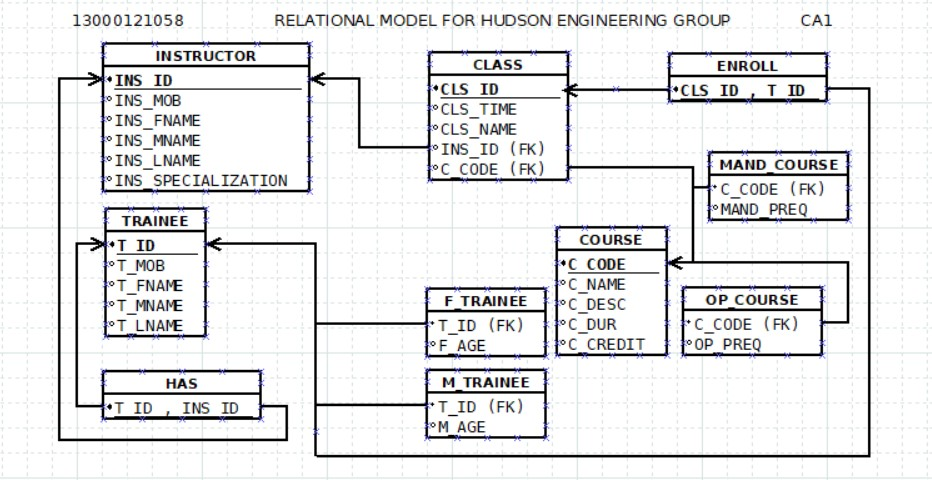 13000121058 RELATIONAL MODEL FOR HUDSON ENGINEERING GROUP CA1
INSTRUCTOR
INS_ID
INS_MOB
INS_FNAME
INS_MNAME
INS_LNAME
INS_SPECIALIZATION
CLASS
CLS_ID
CLS_TIME
CLS_NAME
INS_ID (FK)
C_CODE (FK)
ENROLL
CLS_ID , T_ID
MAND_COURSE
C_CODE (FK)
MAND_PREQ
TRAINEE
T_ID
T_MOB
T_FNAME
T_MNAME
T_LNAME
COURSE
C_CODE
C_NAME
C_DESC
C_DUR
C_CREDIT
F_TRAINEE
T_ID (FK)
F_AGE
OP_COURSE
C_CODE (FK)
OP_PREQ
HAS
T_ID , INS_ID
M_TRAINEE
T_ID (FK)
M_AGE